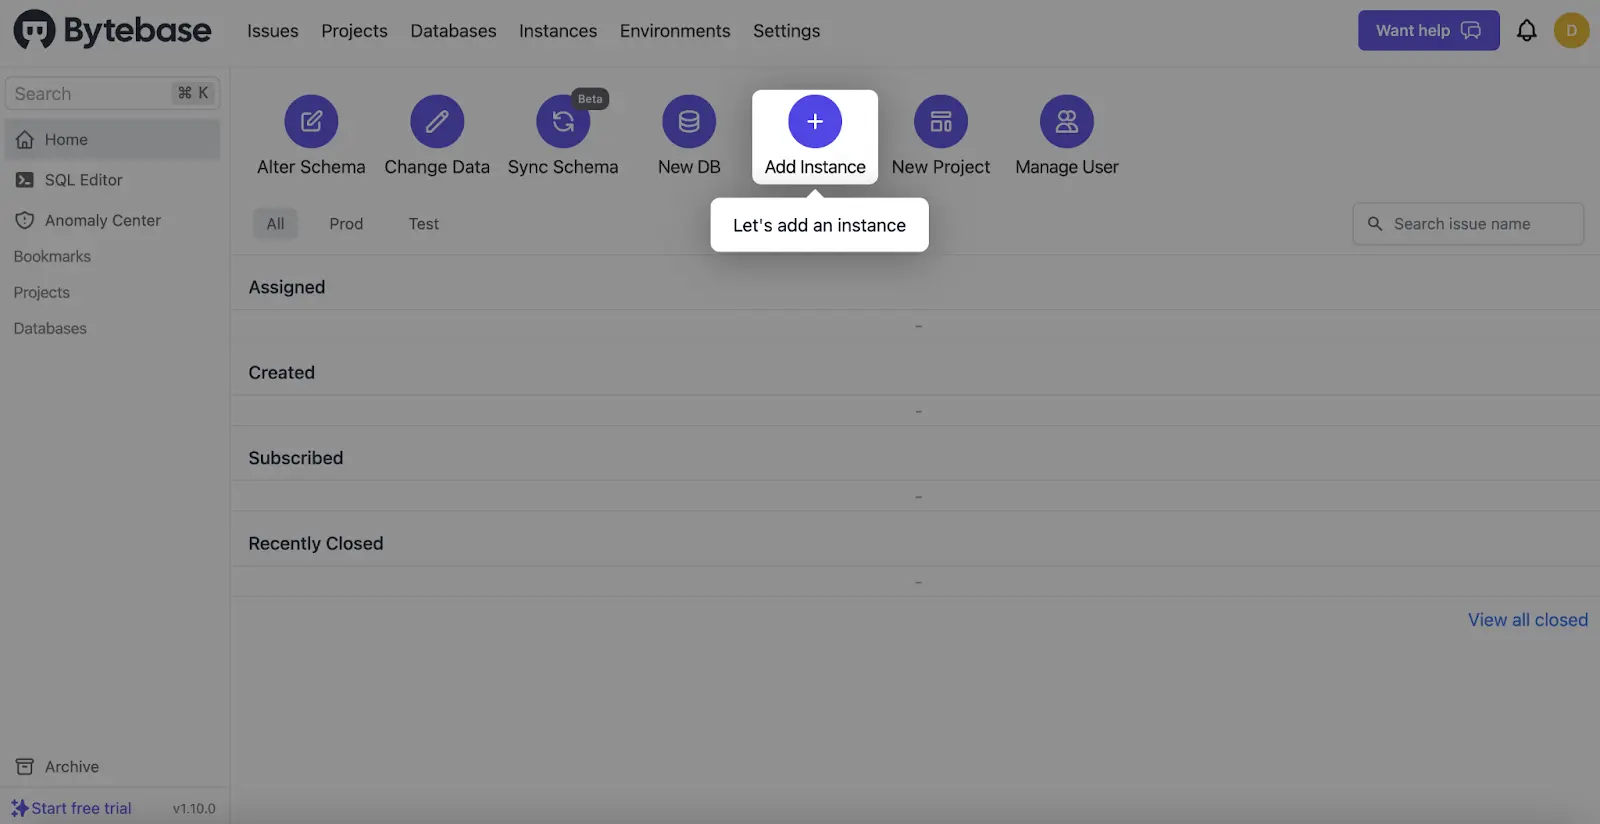 Bytebase
Issues Projects Databases Instances Environments Settings
Want help
D
Search ⌘ K
Home
SQL Editor
Anomaly Center
Bookmarks
Projects
Databases
Archive
Start free trial v1.10.0
Beta
Alter Schema Change Data Sync Schema New DB Add Instance New Project Manage User
Let's add an instance
All Prod Test
Search issue name
Assigned
-
Created
-
Subscribed
-
Recently Closed
-
View all closed